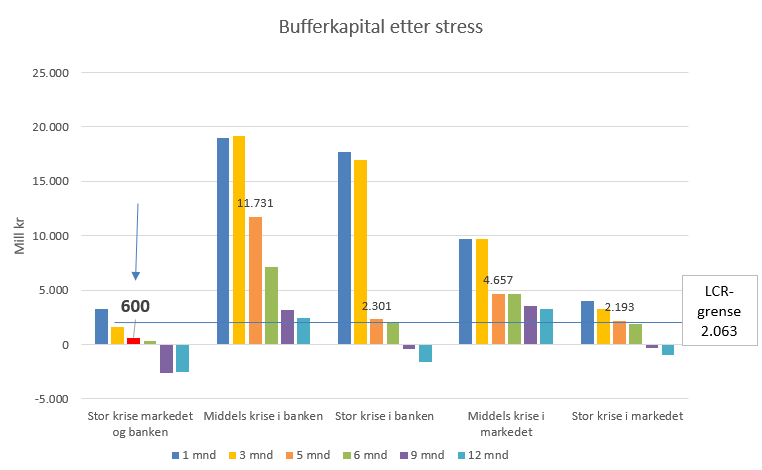 Bufferkapital etter stress
25.000
20.000
15.000
10.000
5.000
0
-5.000
Mill kr
600
11.731
2.301
4.657
2.193
LCR-
grense
2.063
Stor krise markedet
og banken
Middels krise i banken
Stor krise i banken
Middels krise i
markedet
Stor krise i markedet
1 mnd 3 mnd 5 mnd 6 mnd 9 mnd 12 mnd